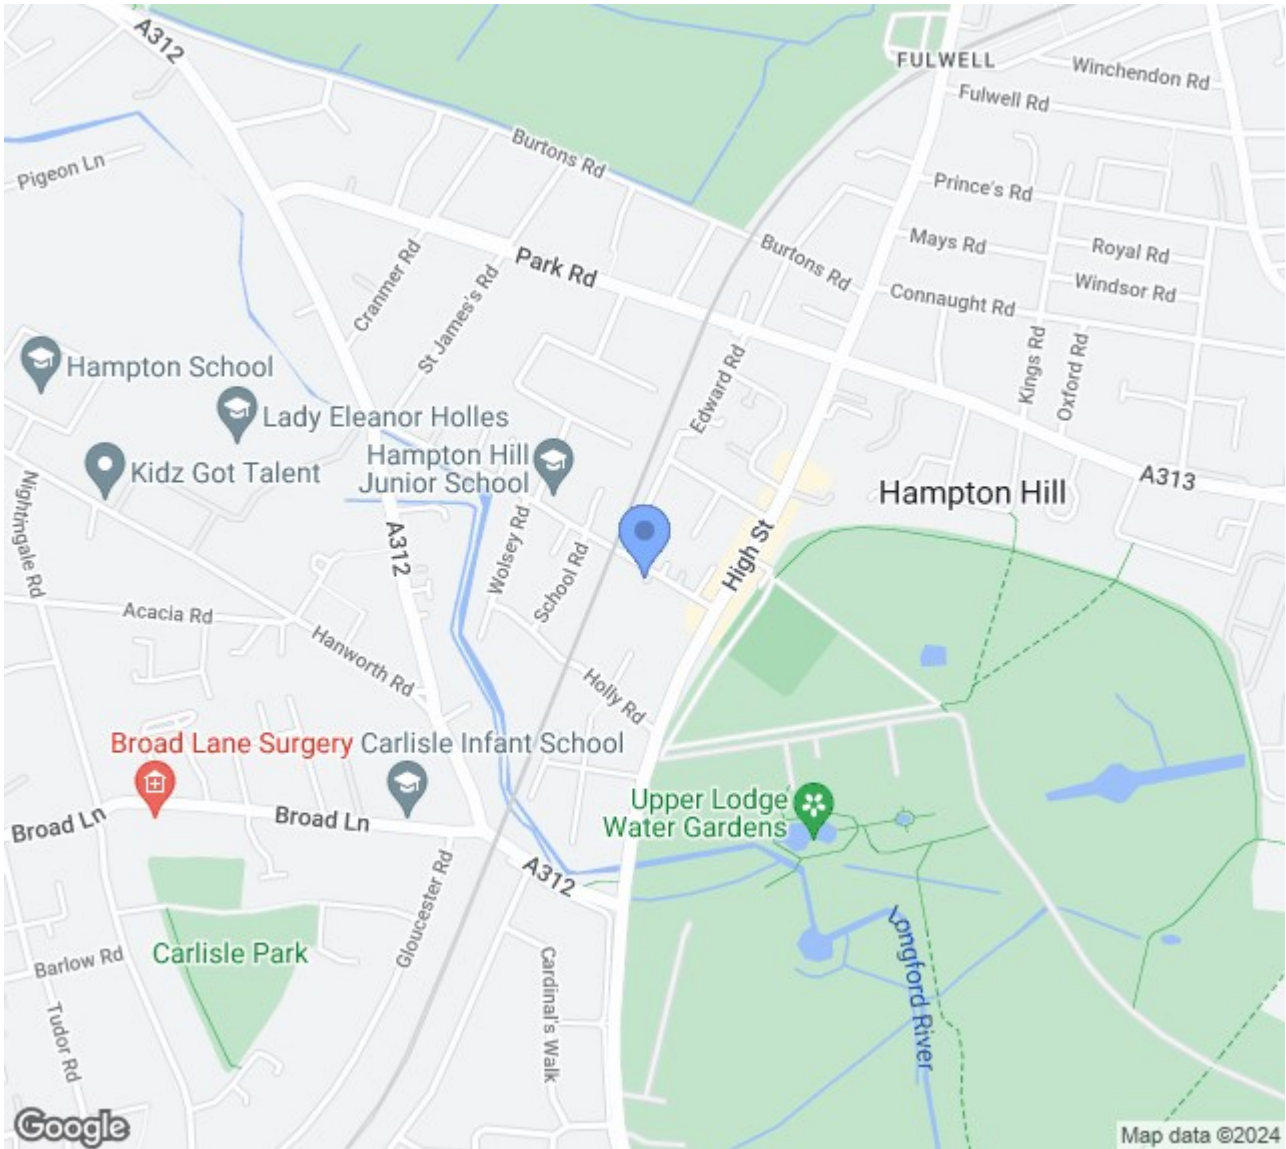 A312
FULWELL
Winchendon Rd
Fulwell Rd
Burtons Rd
Pigeon Ln
Prince's Rd
Mays Rd
Royal Rd
Burtons Rd
Park Rd
Cranmer Rd
St James's Rd
Windsor Rd
Connaught Rd
Kings Rd
Oxford Rd
Hampton School
Edward Rd
Lady Eleanor Holles
Hampton Hill
Junior School
Kidz Got Talent
A313
Hampton Hill
Nightingale Rd
A312
Wolsey Rd
School Rd
High St
Acacia Rd
Hanworth Rd
Holly Rd
Broad Lane Surgery
Carlisle Infant School
Upper Lodge
Water Gardens
Broad Ln
Broad Ln
A312
Gloucester Rd
Carlisle Park
Barlow Rd
Cardinal's Walk
Longford River
Tudor Rd
Google
Map data ©2024